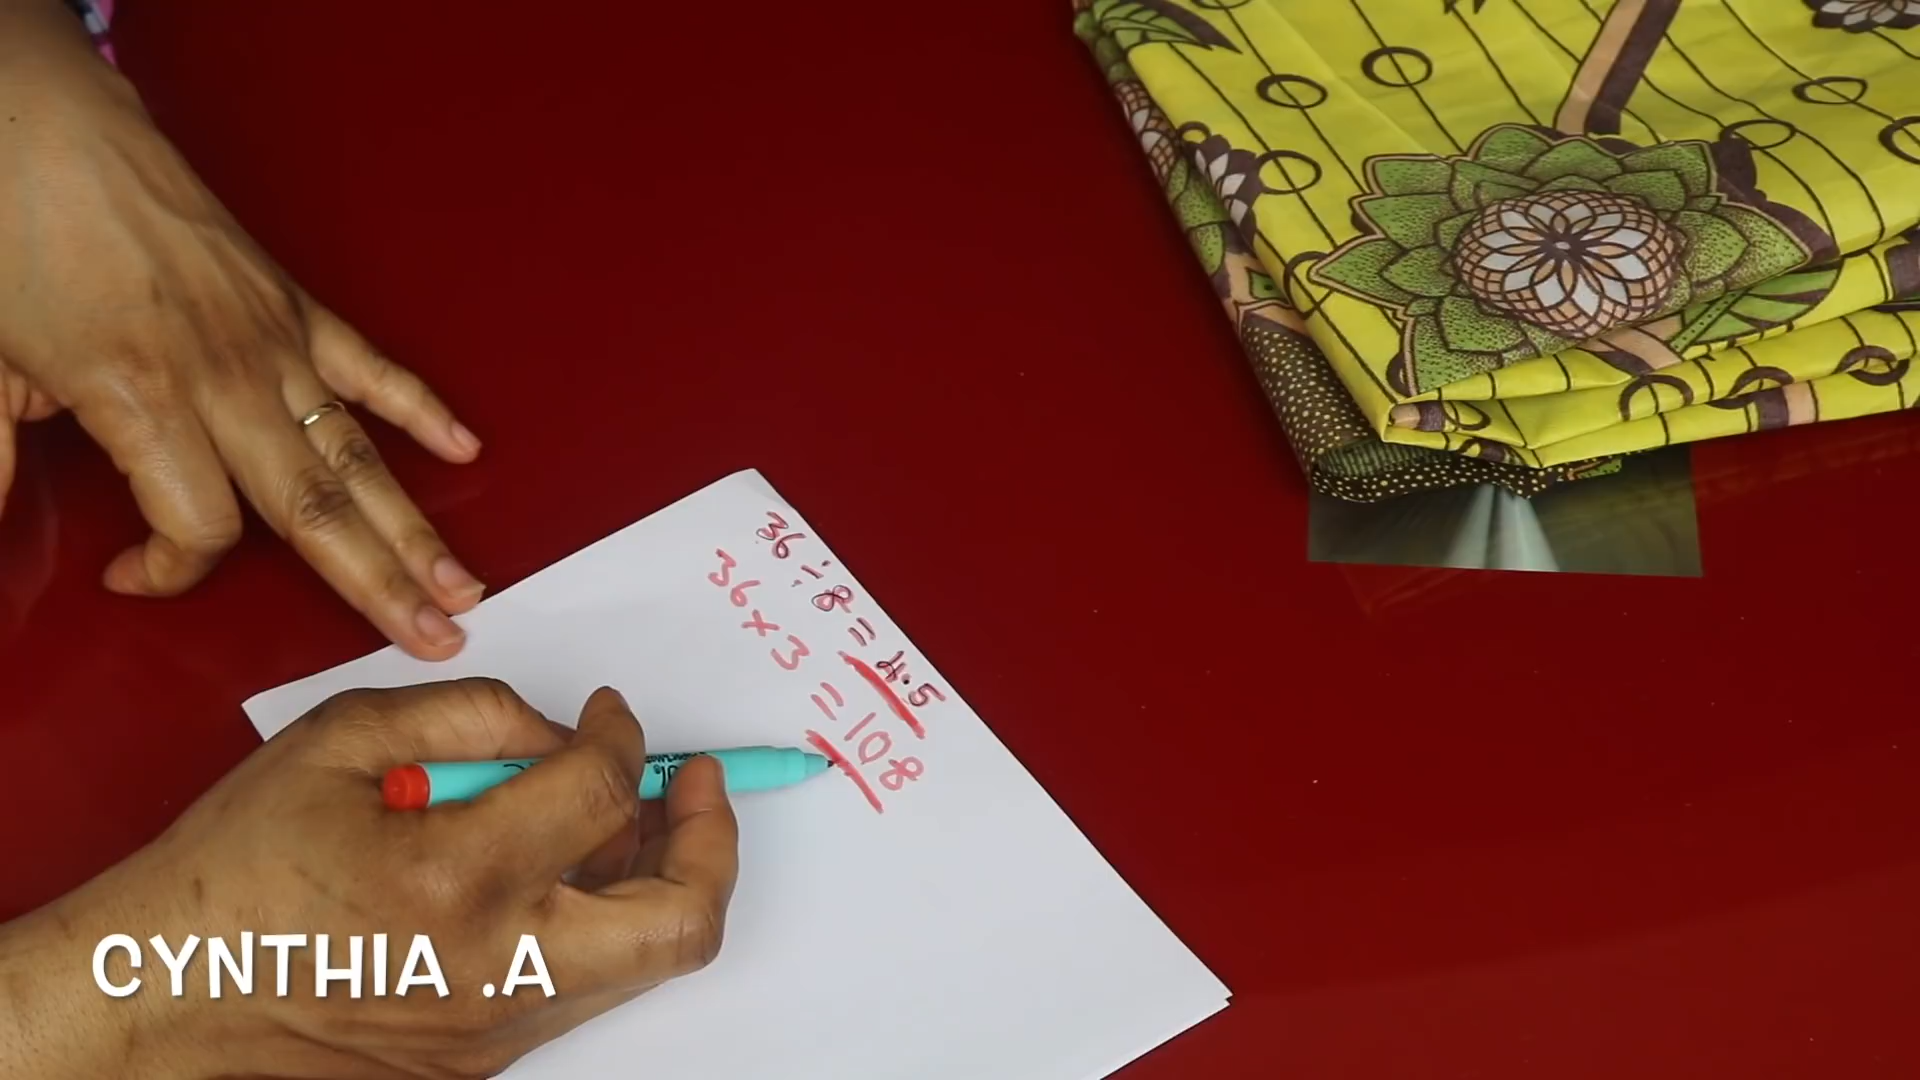 36 ÷ 8 = 4.5
36 x 3 = 108
CYNTHIA .A